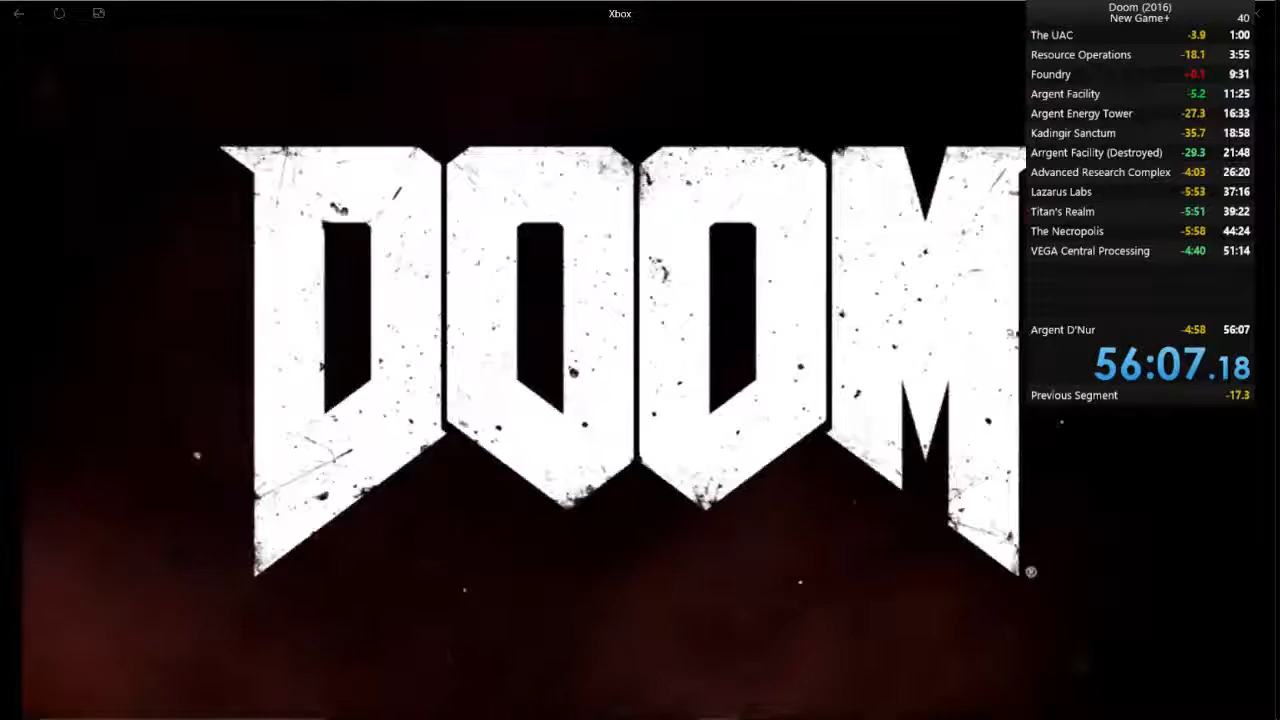 Xbox
Doom (2016)
New Game+ 40
The UAC -3.9 1:00
Resource Operations -18.1 3:55
Foundry +0.1 9:31
Argent Facility -5.2 11:25
Argent Energy Tower -27.3 16:33
Kadingir Sanctum -35.7 18:58
Arrgent Facility (Destroyed) -29.3 21:48
Advanced Research Complex -4:03 26:20
Lazarus Labs -5:53 37:16
Titan's Realm -5:51 39:22
The Necropolis -5:58 44:24
VEGA Central Processing -4:40 51:14
Argent D'Nur -4:58 56:07
56:07.18
Previous Segment -17.3
DOOM
®